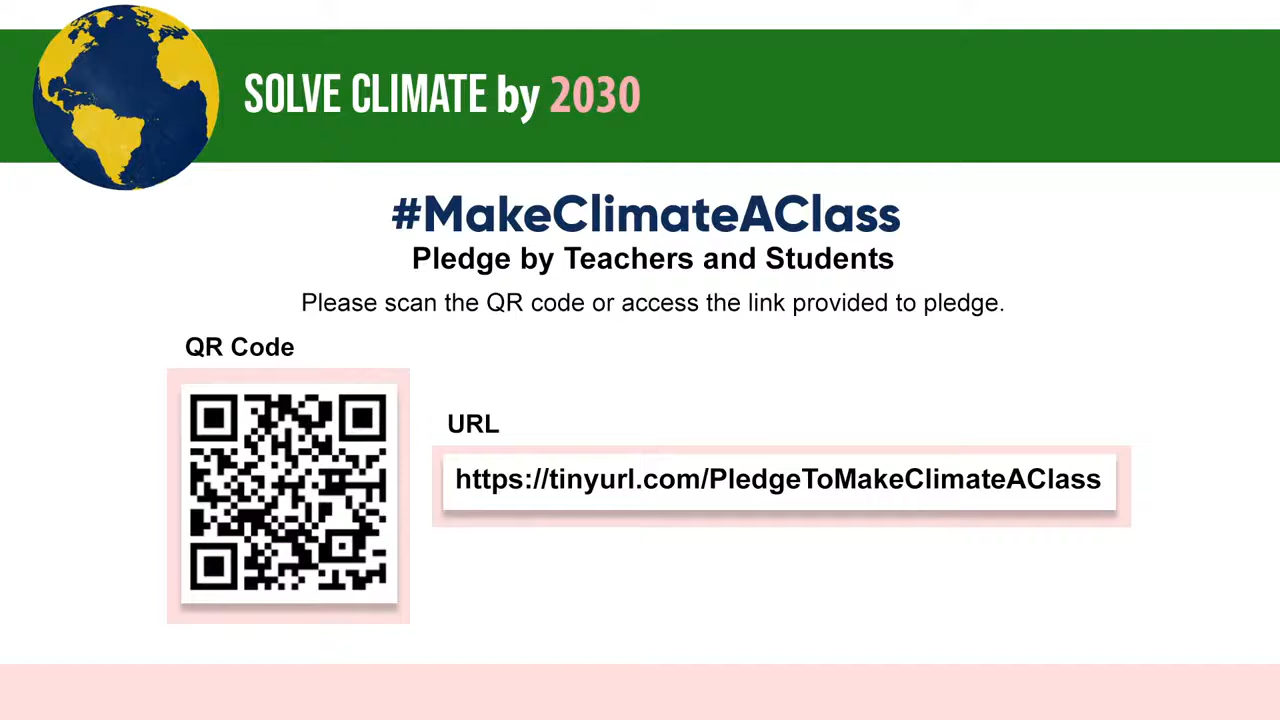 SOLVE CLIMATE by 2030
#MakeClimateAClass
Pledge by Teachers and Students
Please scan the QR code or access the link provided to pledge.
QR Code
URL
https://tinyurl.com/PledgeToMakeClimateAClass